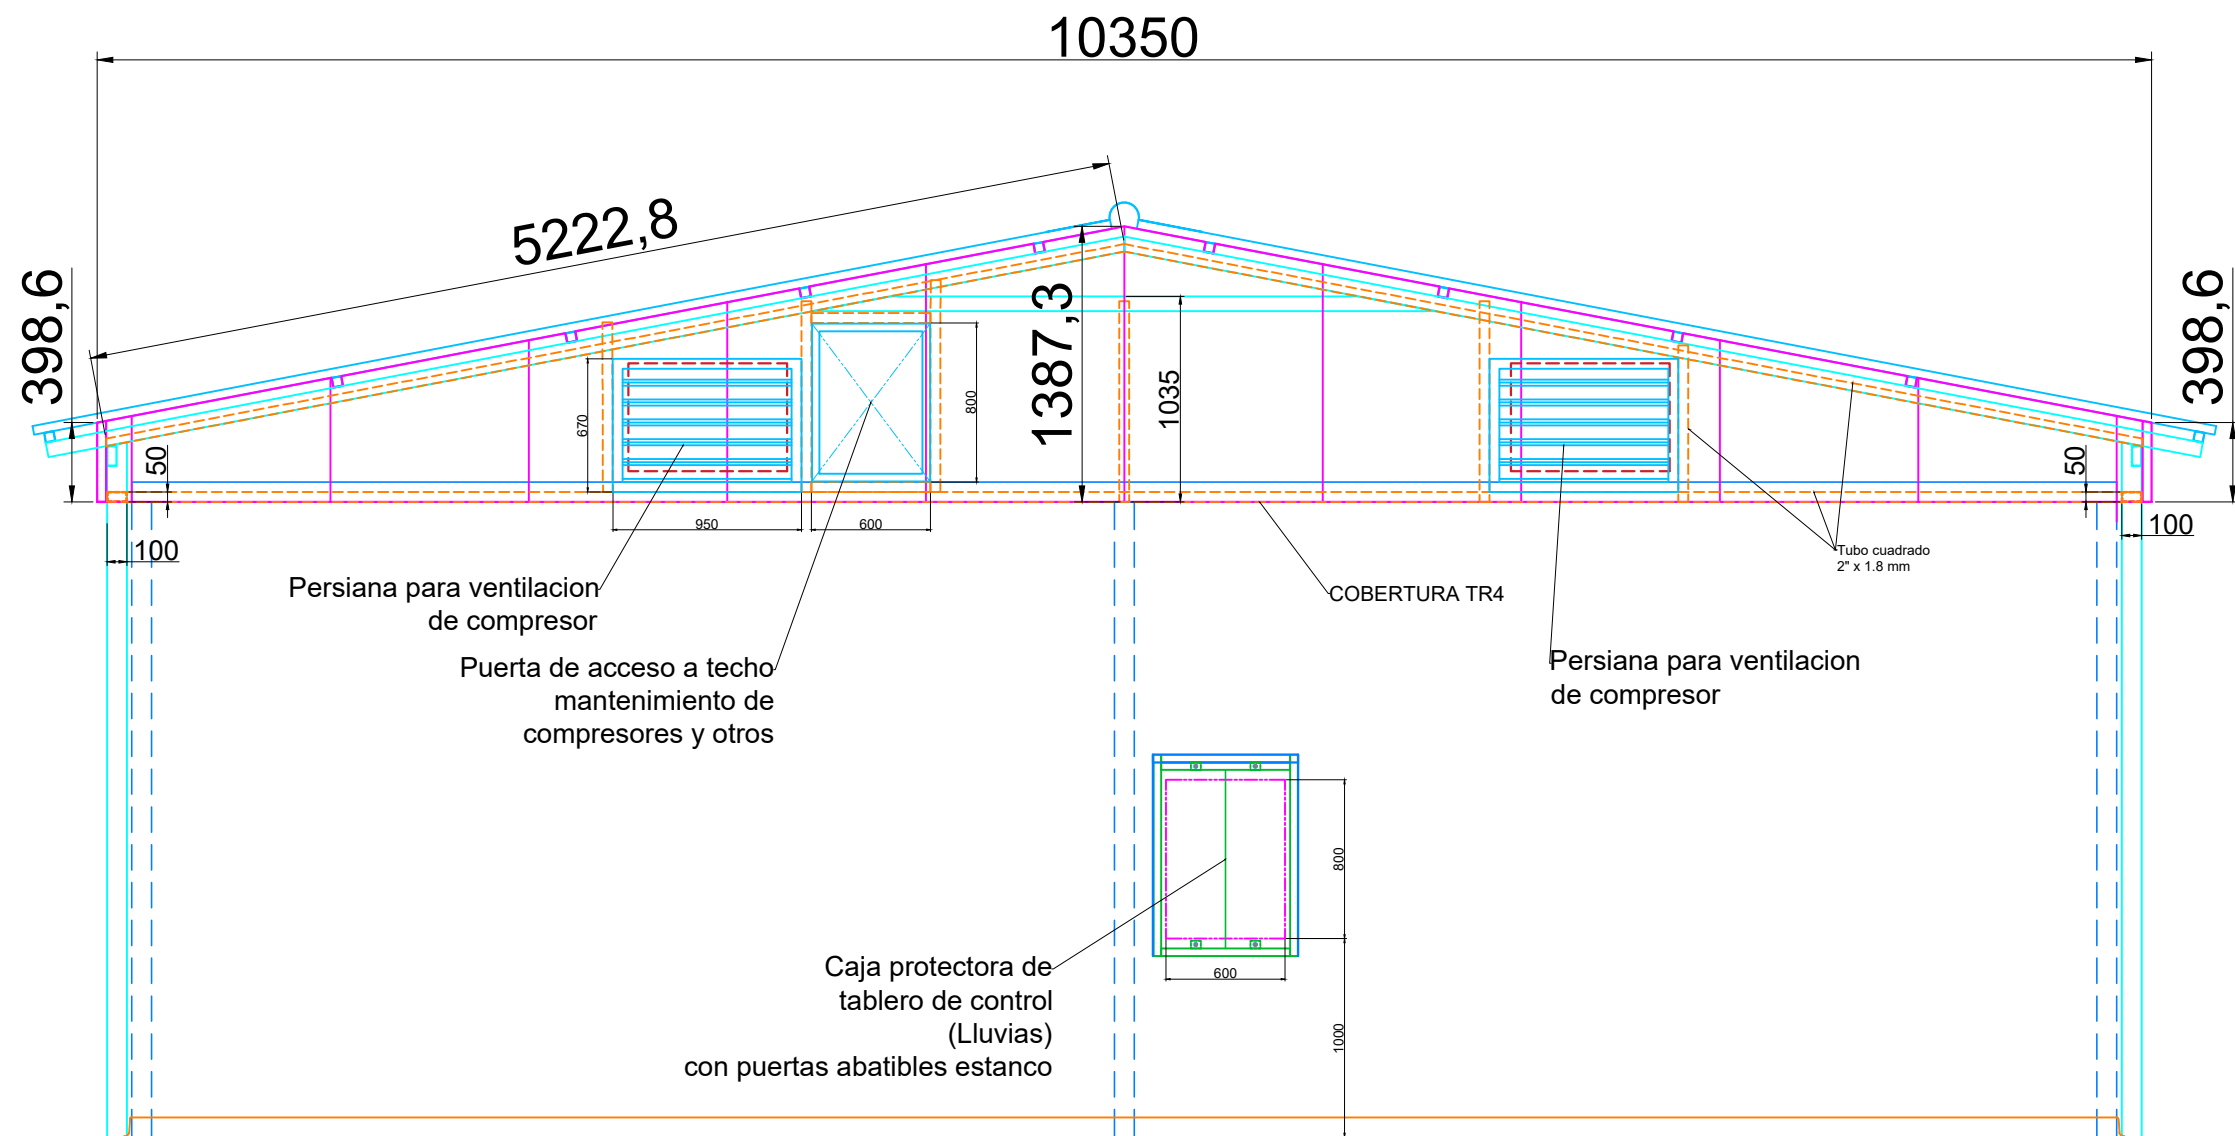 10350
5222,8
398,6
1387,3
1035
398,6
670
800
50
50
950
600
100
100
Tubo cuadrado
2" x 1.8 mm
Persiana para ventilacion
de compresor
COBERTURA TR4
Puerta de acceso a techo
mantenimiento de
compresores y otros
Persiana para ventilacion
de compresor
800
600
Caja protectora de
tablero de control
(Lluvias)
con puertas abatibles estanco
1000